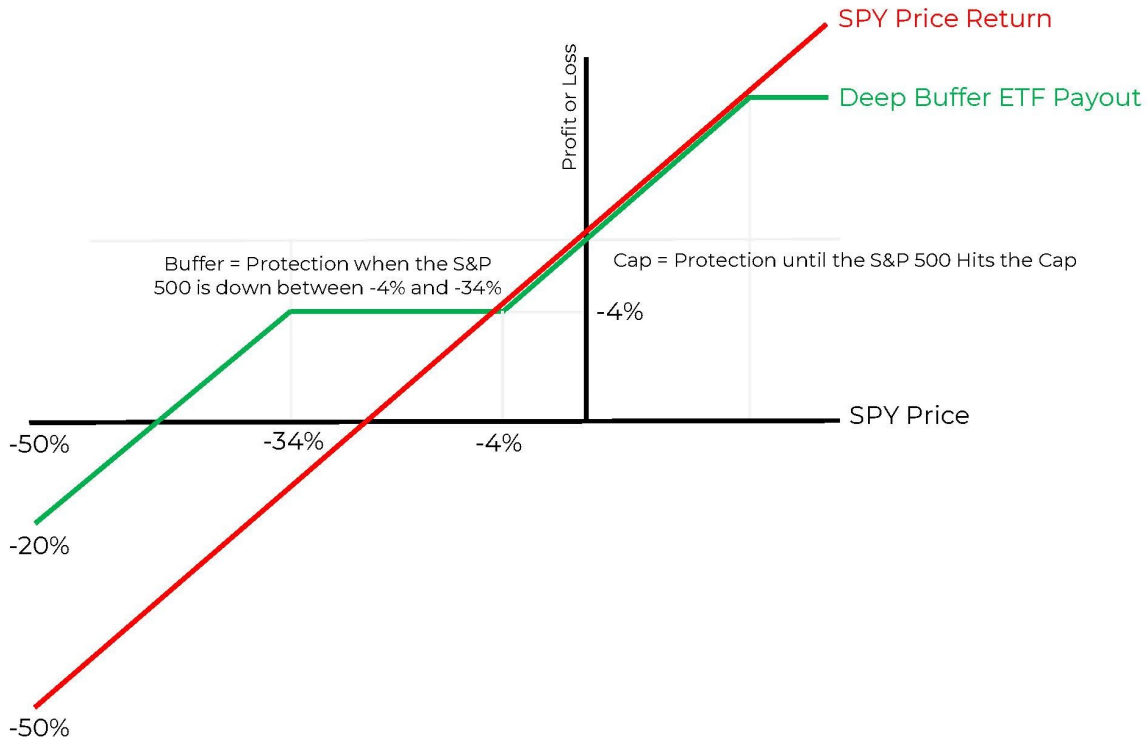 SPY Price Return
Profit or Loss
Deep Buffer ETF Payout
Buffer = Protection when the S&P
500 is down between -4% and -34%
Cap = Protection until the S&P 500 Hits the Cap
-4%
SPY Price
-50%
-34%
-4%
-20%
-50%